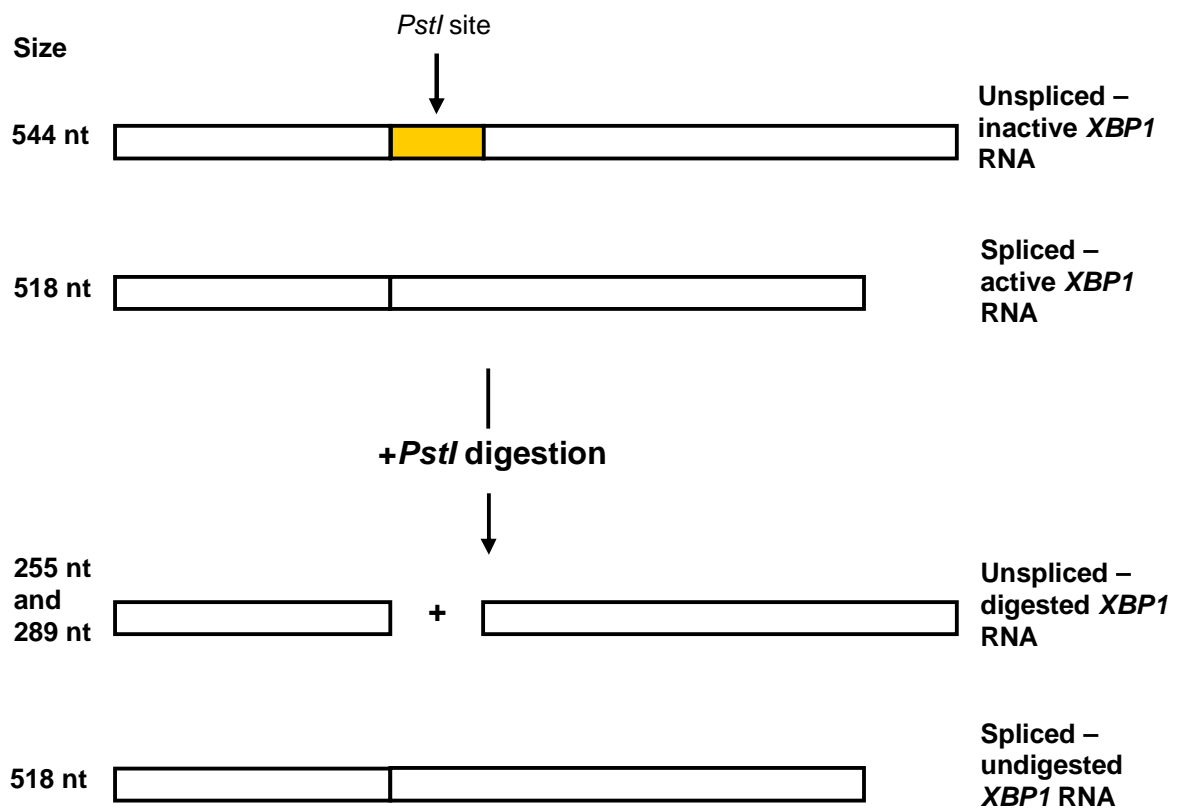 PstI site
Size
544 nt
Unspliced –
inactive XBP1
RNA
518 nt
Spliced –
active XBP1
RNA
+PstI digestion
255 nt
and
289 nt
+
Unspliced –
digested XBP1
RNA
518 nt
Spliced –
undigested
XBP1 RNA